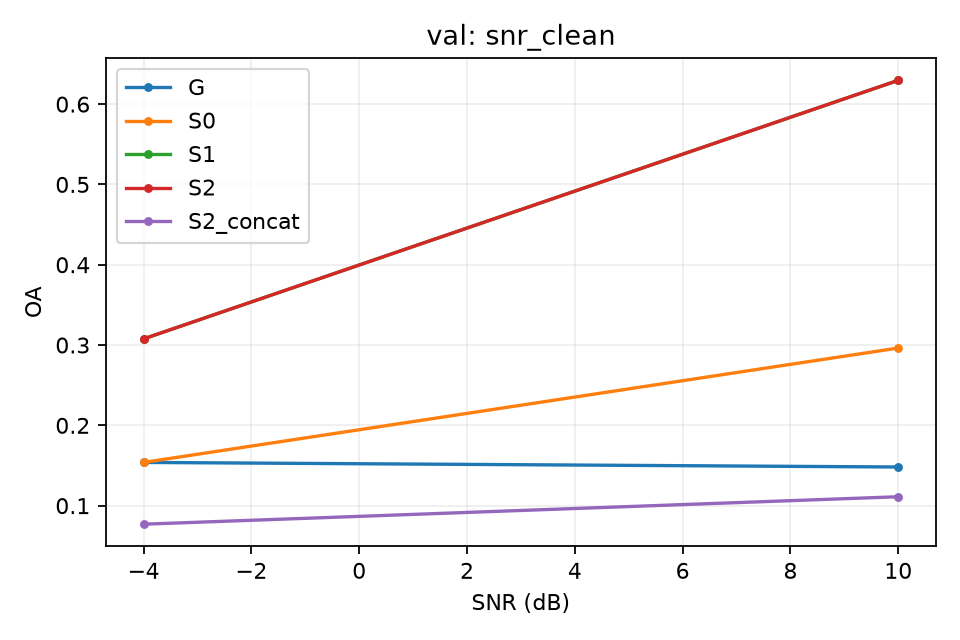 val: snr_clean
G
S0
S1
S2
S2_concat
OA
0.6
0.5
0.4
0.3
0.2
0.1
−4 −2 0 2 4 6 8 10
SNR (dB)